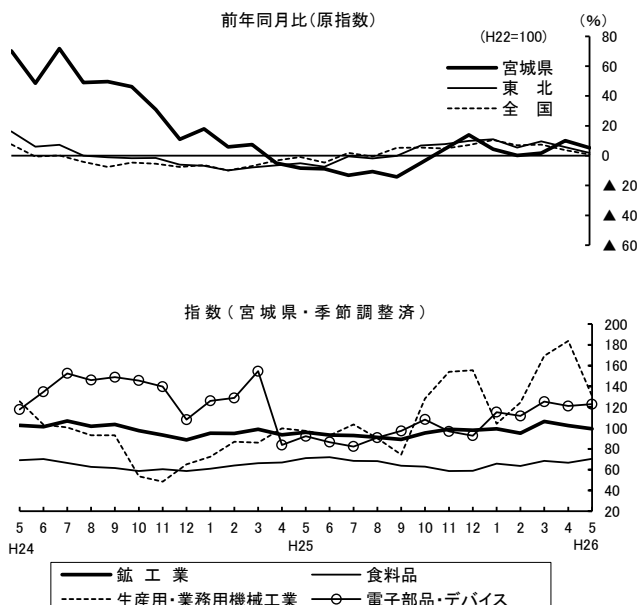 前年同月比(原指数)
(%)
(H22=100)
宮城県
東 北
全 国
80
60
40
20
0
▲ 20
▲ 40
▲ 60
指数(宮城県・季節調整済)
200
180
160
140
120
100
80
60
40
20
5 6 7 8 9 10 11 12 1 2 3 4 5 6 7 8 9 10 11 12 1 2 3 4 5
H24 H25 H26
鉱 工 業 食料品
生産用・業務用機械工業 電子部品・デバイス